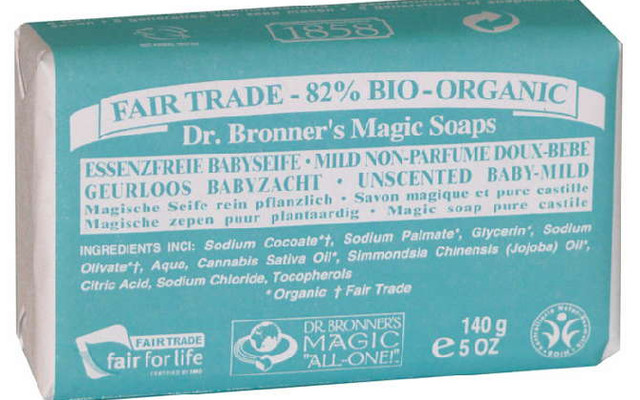 1858
FAIR TRADE - 82% BIO-ORGANIC
Dr. Bronner's Magic Soaps
ESSENZFREIE BABYSEIFE · MILD NON-PARFUME DOUX-BEBE
GEURLOOS BABYZACHT · UNSCENTED BABY-MILD
Magische Seife rein pflanzlich · Savon magique et pure castille
Magische zepen puur plantaardig · Magic soap pure castile
INGREDIENTS INCI: Sodium Cocoate*†, Sodium Palmate*, Glycerin*, Sodium
Olivate*†, Aqua, Cannabis Sativa Oil*, Simmondsia Chinensis (Jojoba) Oil*,
Citric Acid, Sodium Chloride, Tocopherols
*Organic † Fair Trade
FAIR TRADE
fair for life
CERTIFIED BY IMO
DR. BRONNER'S
MAGIC
"ALL-ONE!"
140 g
e 5 OZ
BDIH